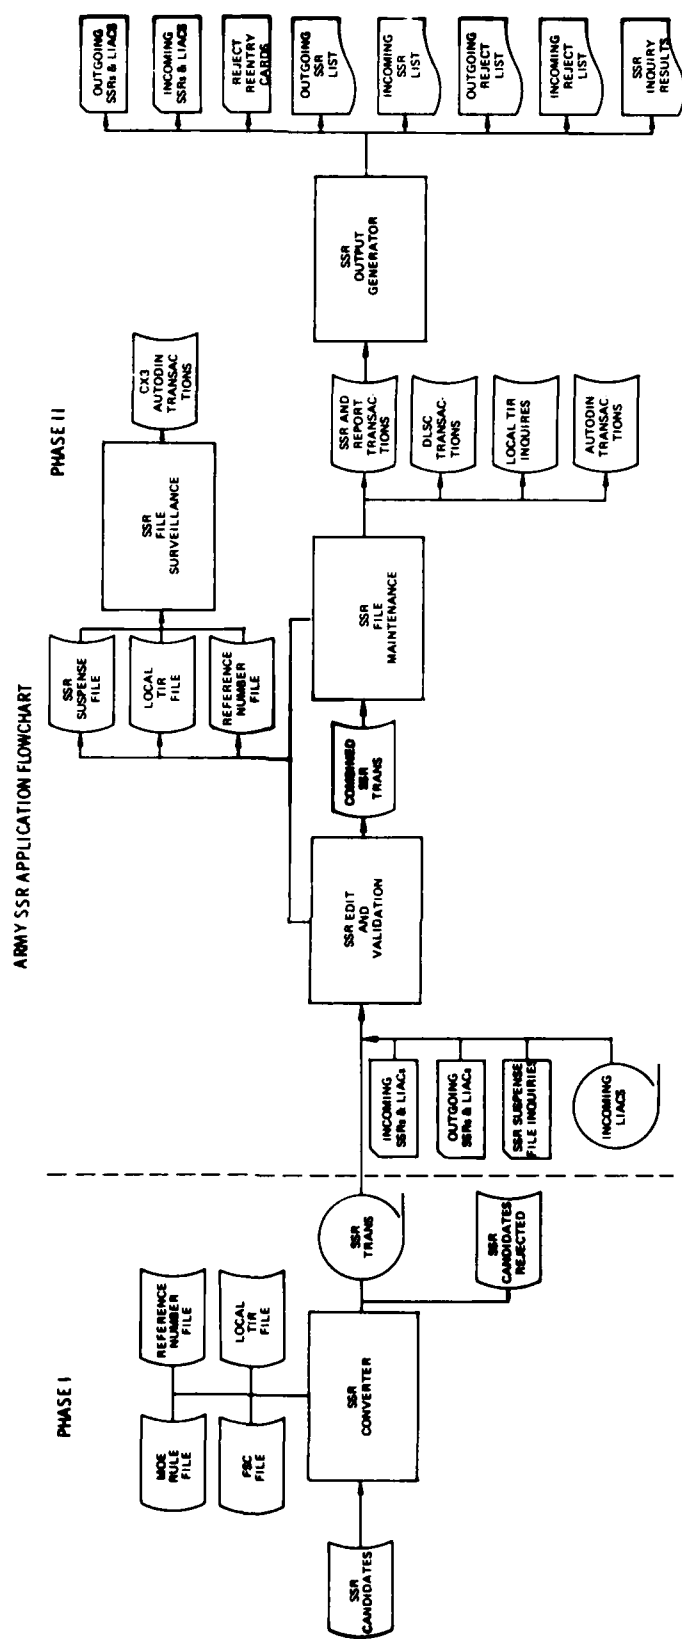 ARMY SSR APPLICATION FLOWCHART
PHASE I
PHASE II
SSR
CANDIDATES
MOE
RULE
FILE
REFERENCE
NUMBER
FILE
FSC
FILE
LOCAL
TIR
FILE
SSR
CONVERTER
SSR
TRANS
SSR
CANDIDATES
REJECTED
INCOMING
SSRs & LIACs
OUTGOING
SSRs & LIACs
SSR SUSPENSE
FILE INQUIRIES
INCOMING
LIACS
SSR EDIT
AND
VALIDATION
COMBINED
SSR
TRANS
SSR
SUSPENSE
FILE
LOCAL
TIR
FILE
REFERENCE
NUMBER
FILE
SSR
FILE
SURVEILLANCE
CX3
AUTODIN
TRANSAC
TIONS
SSR
FILE
MAINTENANCE
SSR AND
REPORT
TRANSAC-
TIONS
DLSC
TRANSAC-
TIONS
LOCAL TIR
INQUIRES
AUTODIN
TRANSAC
TIONS
SSR
OUTPUT
GENERATOR
OUTGOING
SSRs & LIACS
INCOMING
SSRs & LIACS
REJECT
REENTRY
CARDS
OUTGOING
SSR
LIST
INCOMING
SSR
LIST
OUTGOING
REJECT
LIST
INCOMING
REJECT
LIST
SSR
INQUIRY
RESULTS